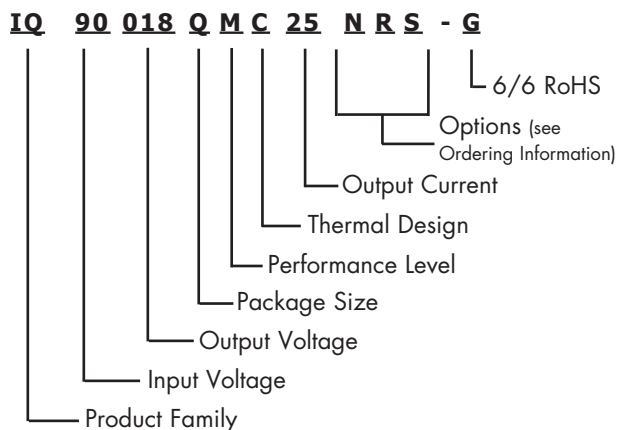 IQ 90 018 Q M C 25 N R S - G
6/6 RoHS
Options (see
Ordering Information)
Output Current
Thermal Design
Performance Level
Package Size
Output Voltage
Input Voltage
Product Family